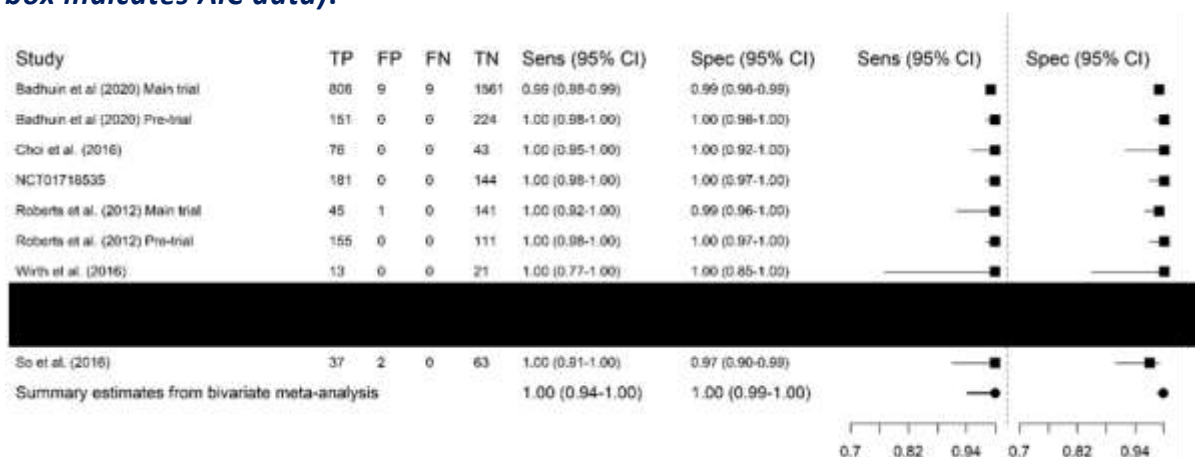 box indicates AIC data).
Study TP FP FN TN Sens (95% CI) Spec (95% CI) Sens (95% CI) Spec (95% CI)
Badhuin et al (2020) Main trial 806 9 9 1561 0.99 (0.98-0.99) 0.99 (0.98-0.99)
Badhuin et al (2020) Pre-trial 151 0 0 224 1.00 (0.98-1.00) 1.00 (0.98-1.00)
Choi et al. (2016) 76 0 0 43 1.00 (0.95-1.00) 1.00 (0.92-1.00)
NCT01718535 181 0 0 144 1.00 (0.98-1.00) 1.00 (0.97-1.00)
Roberts et al. (2012) Main trial 45 1 0 141 1.00 (0.92-1.00) 0.99 (0.96-1.00)
Roberts et al. (2012) Pre-trial 155 0 0 111 1.00 (0.98-1.00) 1.00 (0.97-1.00)
Wirth et al. (2016) 13 0 0 21 1.00 (0.77-1.00) 1.00 (0.85-1.00)
So et al. (2016) 37 2 0 63 1.00 (0.91-1.00) 0.97 (0.90-0.99)
Summary estimates from bivariate meta-analysis 1.00 (0.94-1.00) 1.00 (0.99-1.00)
0.7 0.82 0.94 0.7 0.82 0.94